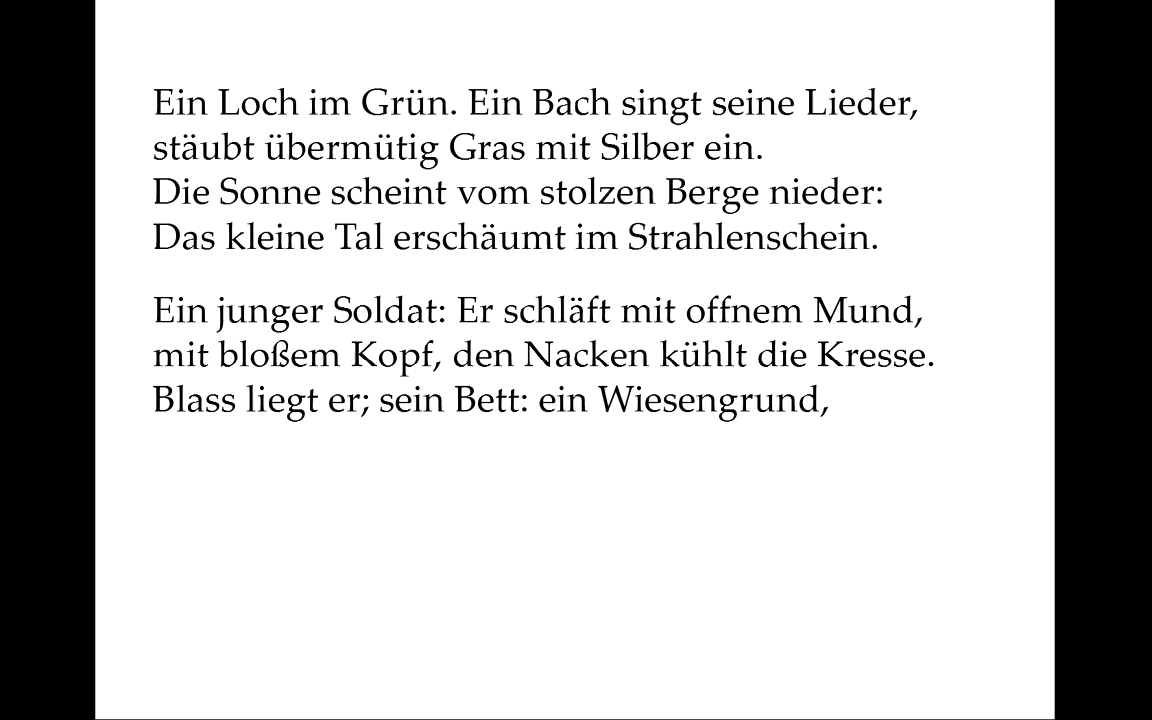 Ein Loch im Grün. Ein Bach singt seine Lieder,
stäubt übermütig Gras mit Silber ein.
Die Sonne scheint vom stolzen Berge nieder:
Das kleine Tal erschäumt im Strahlenschein.
Ein junger Soldat: Er schläft mit offnem Mund,
mit bloßem Kopf, den Nacken kühlt die Kresse.
Blass liegt er; sein Bett: ein Wiesengrund,